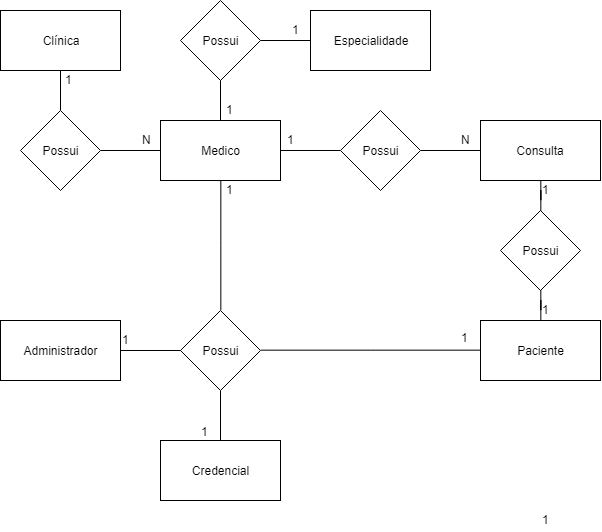 Clínica
Possui
1
Especialidade
1
1
Possui
N
Medico
1
Possui
N
Consulta
1
1
Possui
1
Administrador
1
Possui
1
Paciente
1
Credencial
1